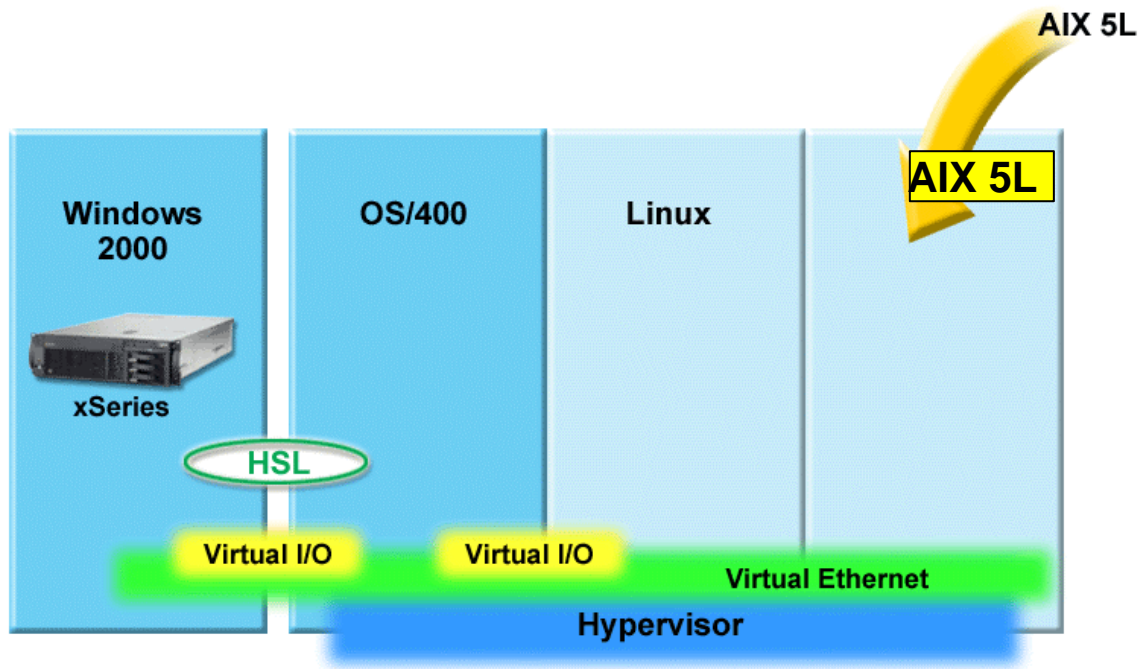 AIX 5L
AIX 5L
Windows
2000
OS/400
Linux
xSeries
HSL
Virtual I/O
Virtual I/O
Virtual Ethernet
Hypervisor